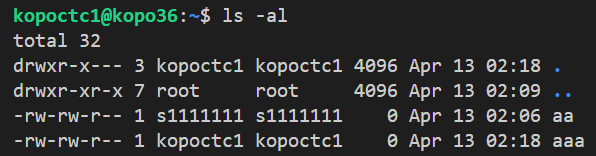 kopoctc1@kopo36:~$ ls -al
total 32
drwxr-x--- 3 kopoctc1 kopoctc1 4096 Apr 13 02:18 .
drwxr-xr-x 7 root     root     4096 Apr 13 02:09 ..
-rw-rw-r-- 1 s1111111 s1111111    0 Apr 13 02:06 aa
-rw-rw-r-- 1 kopoctc1 kopoctc1    0 Apr 13 02:18 aaa